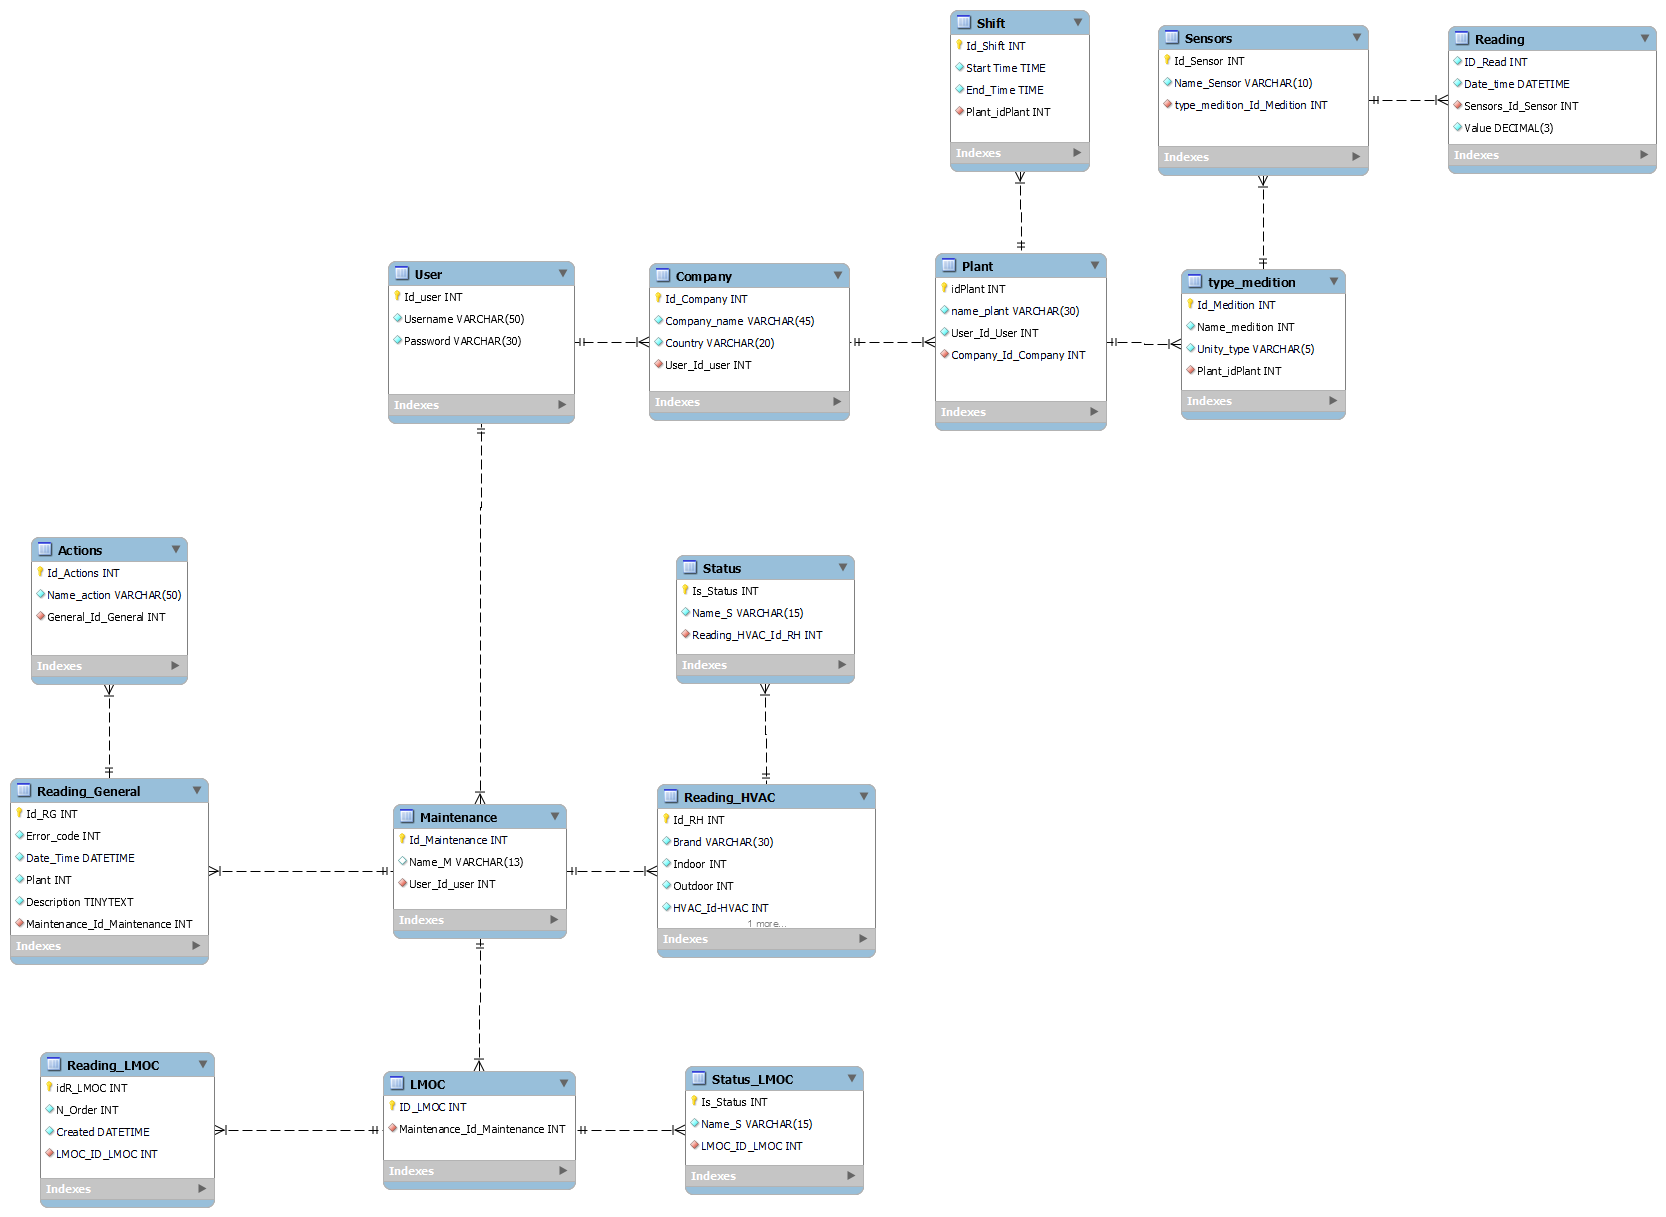 Shift
Id_Shift INT
Start Time TIME
End_Time TIME
Plant_idPlant INT
Indexes
Sensors
Id_Sensor INT
Name_Sensor VARCHAR(10)
type_medition_Id_Medition INT
Indexes
Reading
ID_Read INT
Date_time DATETIME
Sensors_Id_Sensor INT
Value DECIMAL(3)
Indexes
User
Id_user INT
Username VARCHAR(50)
Password VARCHAR(30)
Indexes
Company
Id_Company INT
Company_name VARCHAR(45)
Country VARCHAR(20)
User_Id_user INT
Indexes
Plant
idPlant INT
name_plant VARCHAR(30)
User_Id_User INT
Company_Id_Company INT
Indexes
type_medition
Id_Medition INT
Name_medition INT
Unity_type VARCHAR(5)
Plant_idPlant INT
Indexes
Actions
Id_Actions INT
Name_action VARCHAR(50)
General_Id_General INT
Indexes
Status
Is_Status INT
Name_S VARCHAR(15)
Reading_HVAC_Id_RH INT
Indexes
Reading_General
Id_RG INT
Error_code INT
Date_Time DATETIME
Plant INT
Description TINYTEXT
Maintenance_Id_Maintenance INT
Indexes
Maintenance
Id_Maintenance INT
Name_M VARCHAR(13)
User_Id_user INT
Indexes
Reading_HVAC
Id_RH INT
Brand VARCHAR(30)
Indoor INT
Outdoor INT
HVAC_Id-HVAC INT
1 more...
Indexes
Reading_LMOC
idR_LMOC INT
N_Order INT
Created DATETIME
LMOC_ID_LMOC INT
Indexes
LMOC
ID_LMOC INT
Maintenance_Id_Maintenance INT
Indexes
Status_LMOC
Is_Status INT
Name_S VARCHAR(15)
LMOC_ID_LMOC INT
Indexes